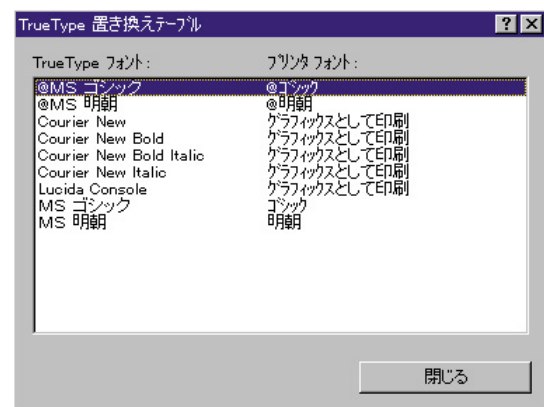 TrueType 置き換えテーブル
TrueType フォント: プリンタ フォント:
@MS ゴシック @ゴシック
@MS 明朝 @明朝
Courier New グラフィックスとして印刷
Courier New Bold グラフィックスとして印刷
Courier New Bold Italic グラフィックスとして印刷
Courier New Italic グラフィックスとして印刷
Lucida Console グラフィックスとして印刷
MS ゴシック ゴシック
MS 明朝 明朝
閉じる